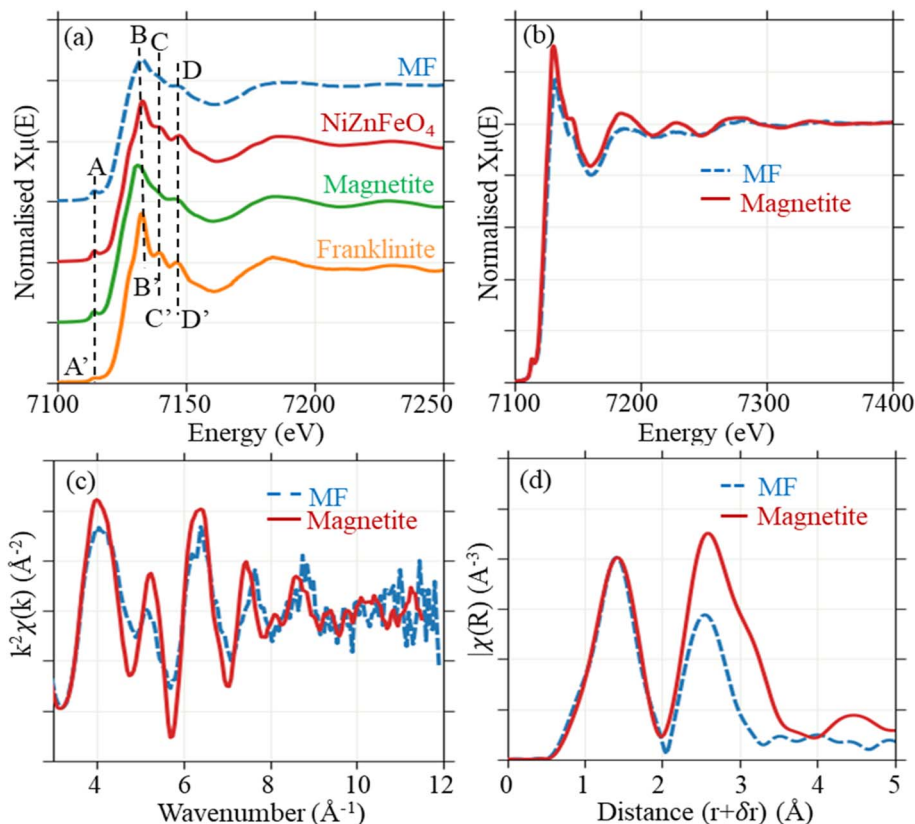 (a)
B
C
D
MF
A
NiZnFeO₄
Magnetite
Franklinite
B'
C'
D'
A'
Normalised Xμ(E)
7100
7150
7200
7250
Energy (eV)
(b)
MF
Magnetite
Normalised Xμ(E)
7100
7200
7300
7400
Energy (eV)
(c)
MF
Magnetite
k²χ(k) (Å⁻²)
4
6
8
10
12
Wavenumber (Å⁻¹)
(d)
MF
Magnetite
|χ(R) (A⁻³)
0
1
2
3
4
5
Distance (r+δr) (Å)